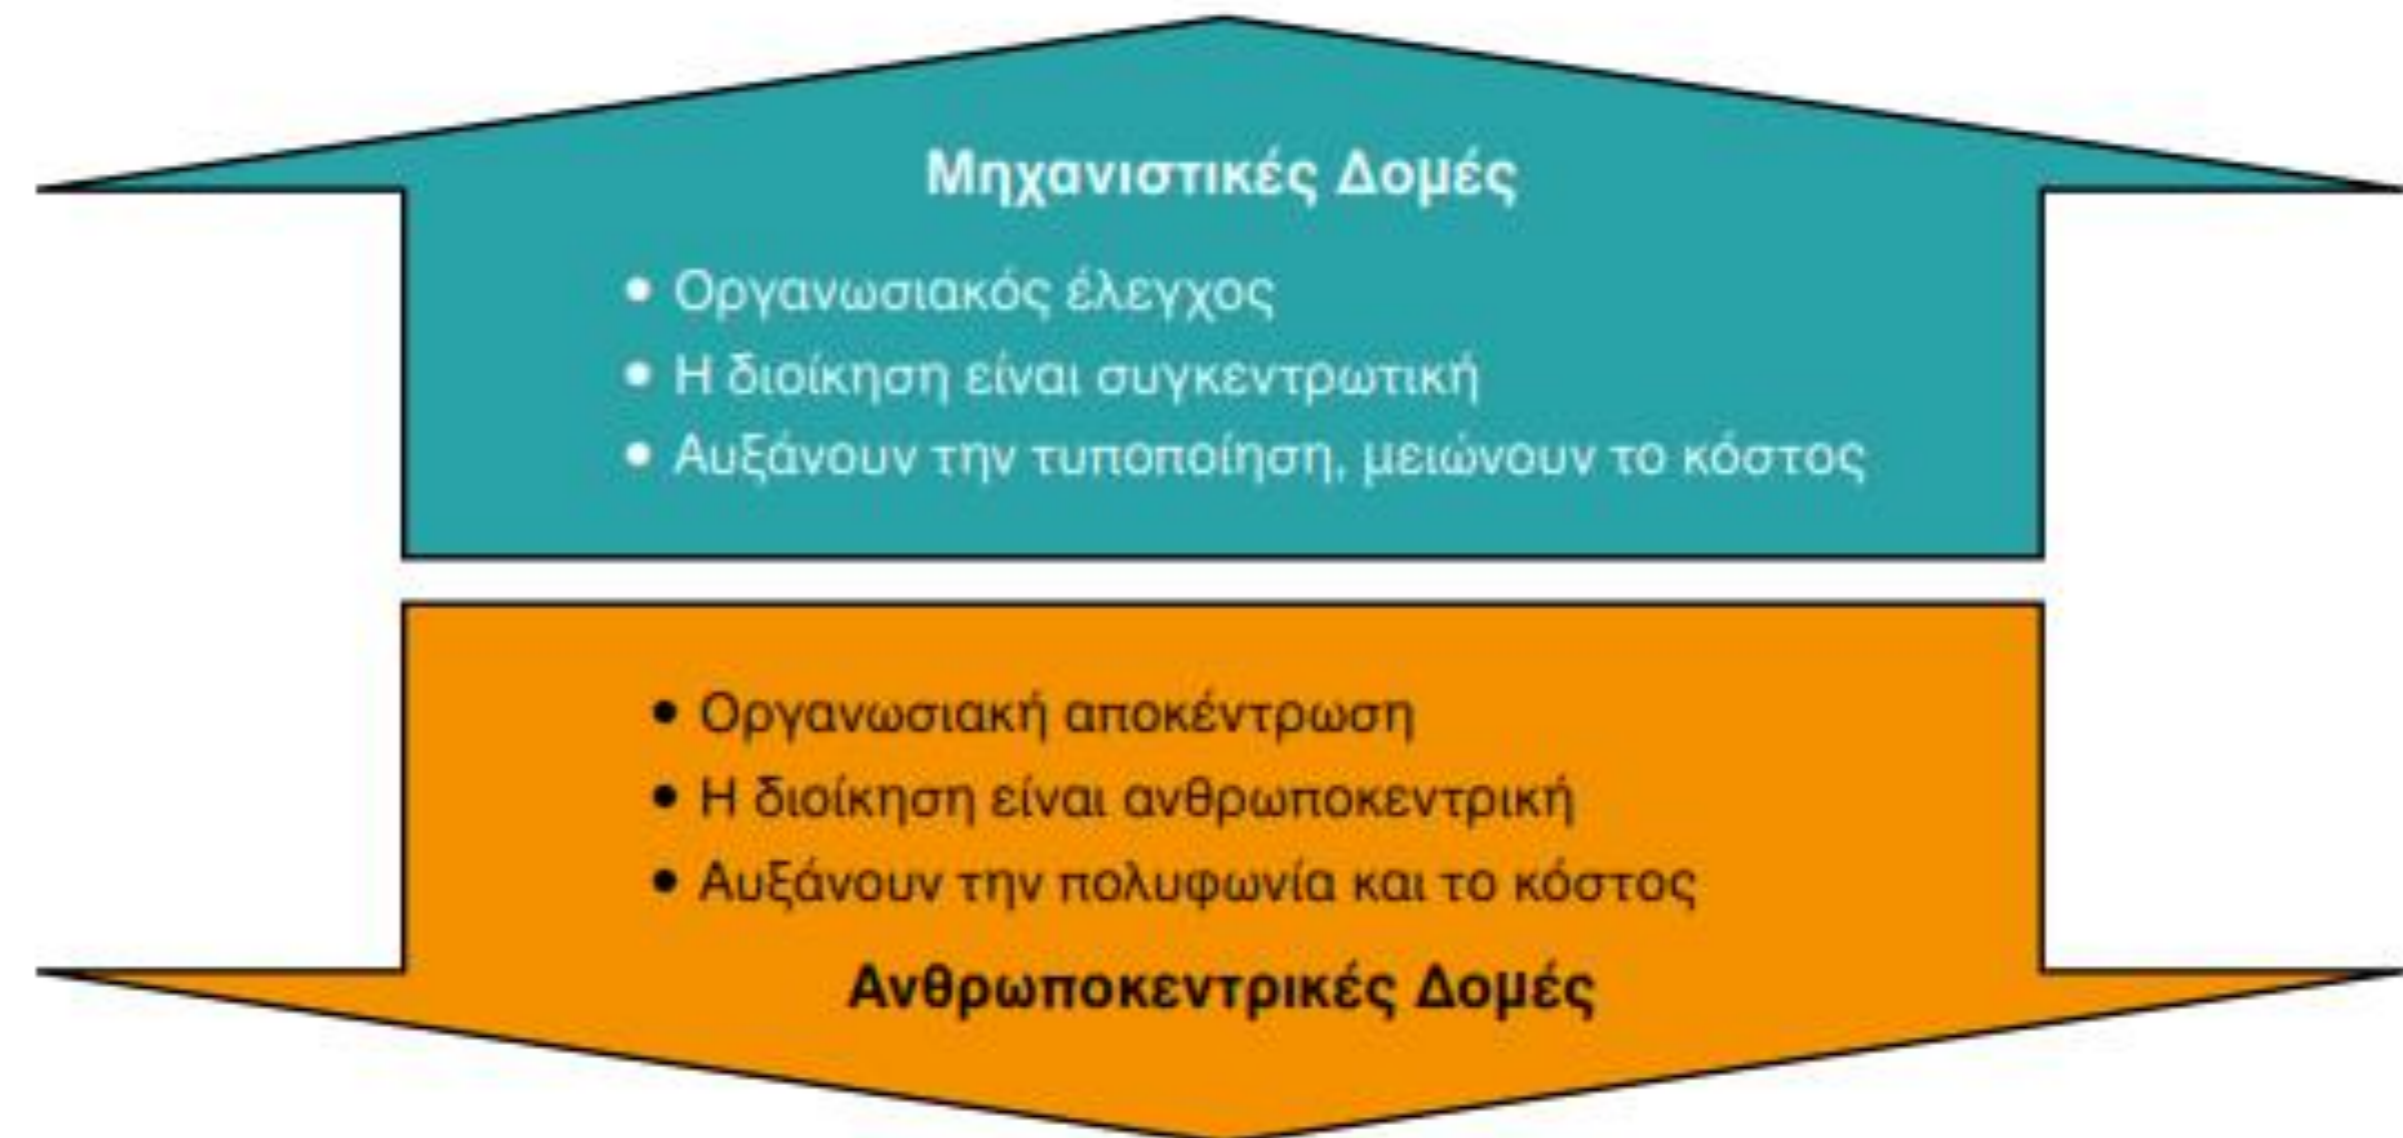 Μηχανιστικές Δομές
• Οργανωσιακός έλεγχος
• Η διοίκηση είναι συγκεντρωτική
• Αυξάνουν την τυποποίηση, μειώνουν το κόστος
• Οργανωσιακή αποκέντρωση
• Η διοίκηση είναι ανθρωποκεντρική
• Αυξάνουν την πολυφωνία και το κόστος
Ανθρωποκεντρικές Δομές